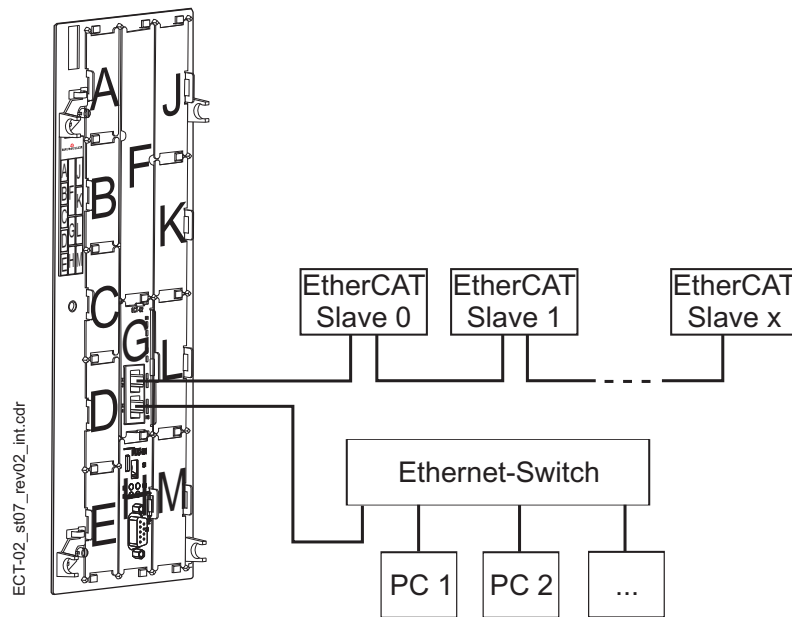 A
J
F
B
K
A J
B F K
C
D G L
E H M
C
G
L
D
H
M
E
EtherCAT
Slave 0
EtherCAT
Slave 1
EtherCAT
Slave x
Ethernet-Switch
PC 1
PC 2
...
ECT-02_st07_rev02_int.cdr